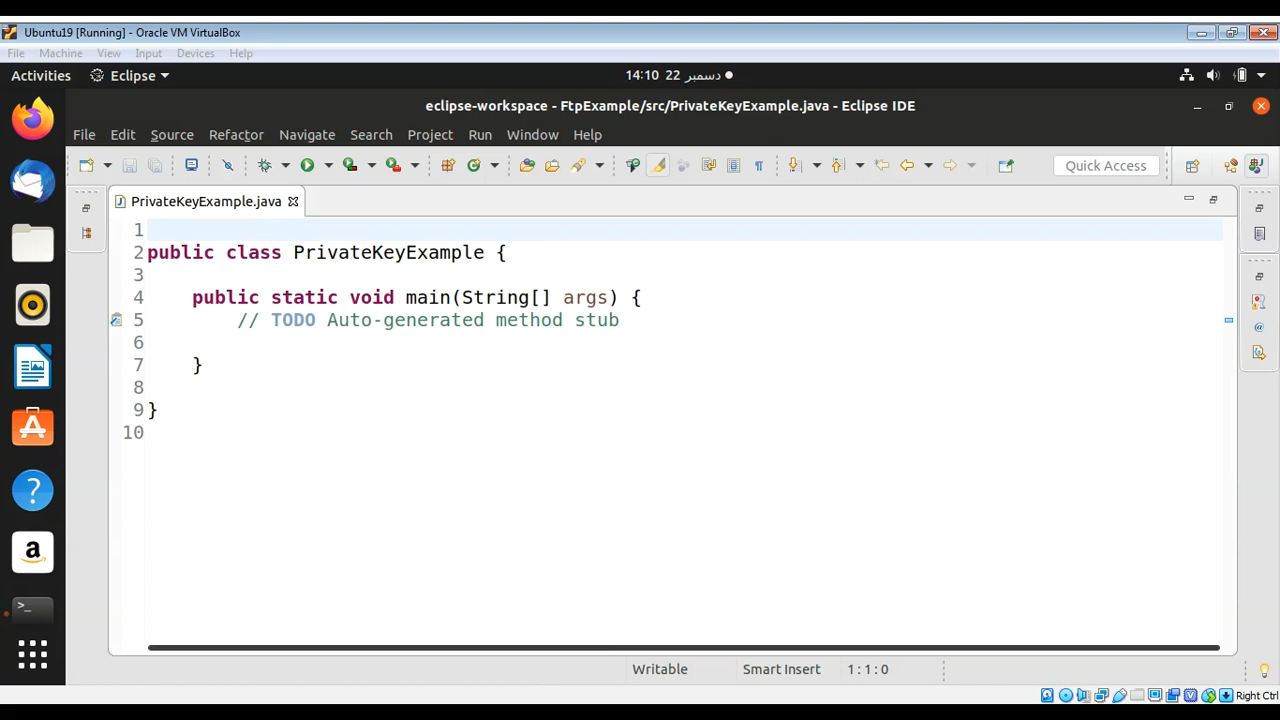 Ubuntu19 [Running] - Oracle VM VirtualBox
File Machine View Input Devices Help
Activities Eclipse 14:10 22 دسمبر
eclipse-workspace - FtpExample/src/PrivateKeyExample.java - Eclipse IDE
File Edit Source Refactor Navigate Search Project Run Window Help
Quick Access
PrivateKeyExample.java
1
2 public class PrivateKeyExample {
3
4 public static void main(String[] args) {
5 // TODO Auto-generated method stub
6
7 }
8
9 }
10
Writable Smart Insert 1 : 1 : 0
Right Ctrl